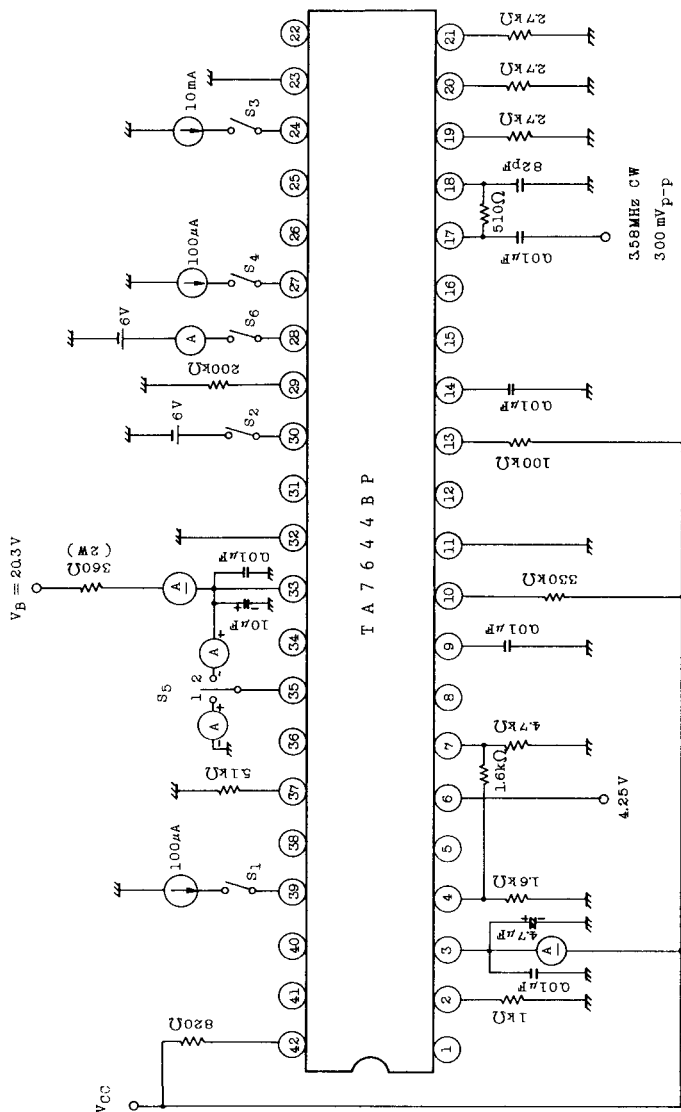 VCC
820Ω
100μA
S1
5.1kΩ
S5
1
2
A
+
-
A
+
-
VB=20.3V
360Ω
(2W)
A
-
+
-
10μF
0.01μF
6V
S2
200kΩ
6V
A
S6
100μA
S4
10mA
S3
42
41
40
39
38
37
36
35
34
33
32
31
30
29
28
27
26
25
24
23
22
TA7644BP
1
2
3
4
5
6
7
8
9
10
11
12
13
14
15
16
17
18
19
20
21
1kΩ
0.01μF
A
-
4.7μF
-
+
1.6kΩ
1.6kΩ
4.25V
4.7kΩ
0.01μF
330kΩ
100kΩ
0.01μF
0.01μF
510Ω
82pF
3.58MHz CW
300mVp-p
2.7kΩ
2.7kΩ
2.7kΩ